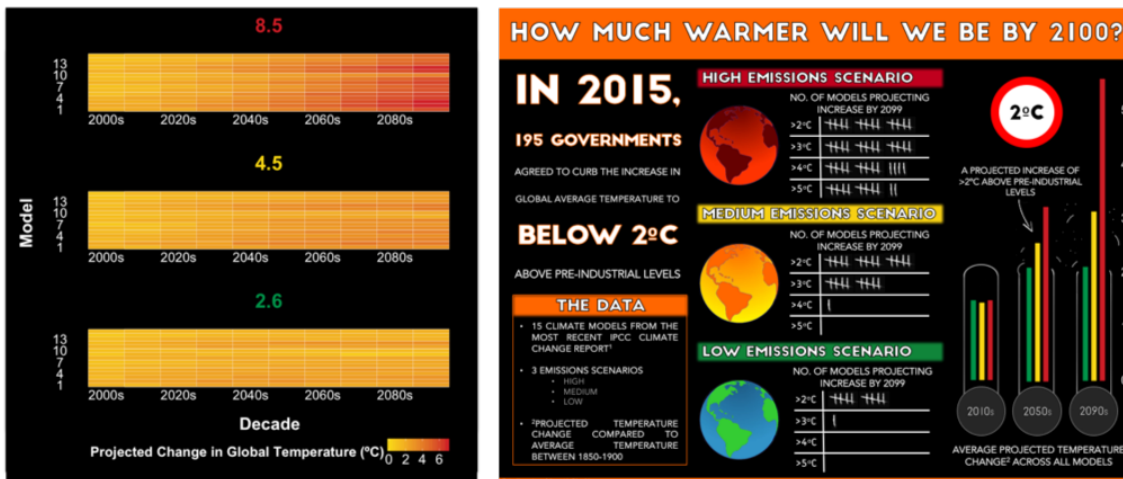 8.5
13
10
7
4
1
2000s 2020s 2040s 2060s 2080s
4.5
13
10
7
4
1
2000s 2020s 2040s 2060s 2080s
2.6
13
10
7
4
1
2000s 2020s 2040s 2060s 2080s
Model
Decade
Projected Change in Global Temperature (ºC)
0 2 4 6
HOW MUCH WARMER WILL WE BE BY 2100?
IN 2015,
195 GOVERNMENTS
AGREED TO CURB THE INCREASE IN
GLOBAL AVERAGE TEMPERATURE TO
BELOW 2ºC
ABOVE PRE-INDUSTRIAL LEVELS
THE DATA
• 15 CLIMATE MODELS FROM THE
MOST RECENT IPCC CLIMATE
CHANGE REPORT¹
• 3 EMISSIONS SCENARIOS
• HIGH
• MEDIUM
• LOW
• ²PROJECTED TEMPERATURE
CHANGE COMPARED TO
AVERAGE TEMPERATURE
BETWEEN 1850-1900
HIGH EMISSIONS SCENARIO
NO. OF MODELS PROJECTING
INCREASE BY 2099
>2ºC
>3ºC
>4ºC
>5ºC
MEDIUM EMISSIONS SCENARIO
NO. OF MODELS PROJECTING
INCREASE BY 2099
>2ºC
>3ºC
>4ºC
>5ºC
LOW EMISSIONS SCENARIO
NO. OF MODELS PROJECTING
INCREASE BY 2099
>2ºC
>3ºC
>4ºC
>5ºC
2ºC
A PROJECTED INCREASE OF
>2ºC ABOVE PRE-INDUSTRIAL
LEVELS
2010s 2050s 2090s
AVERAGE PROJECTED TEMPERATURE
CHANGE² ACROSS ALL MODELS